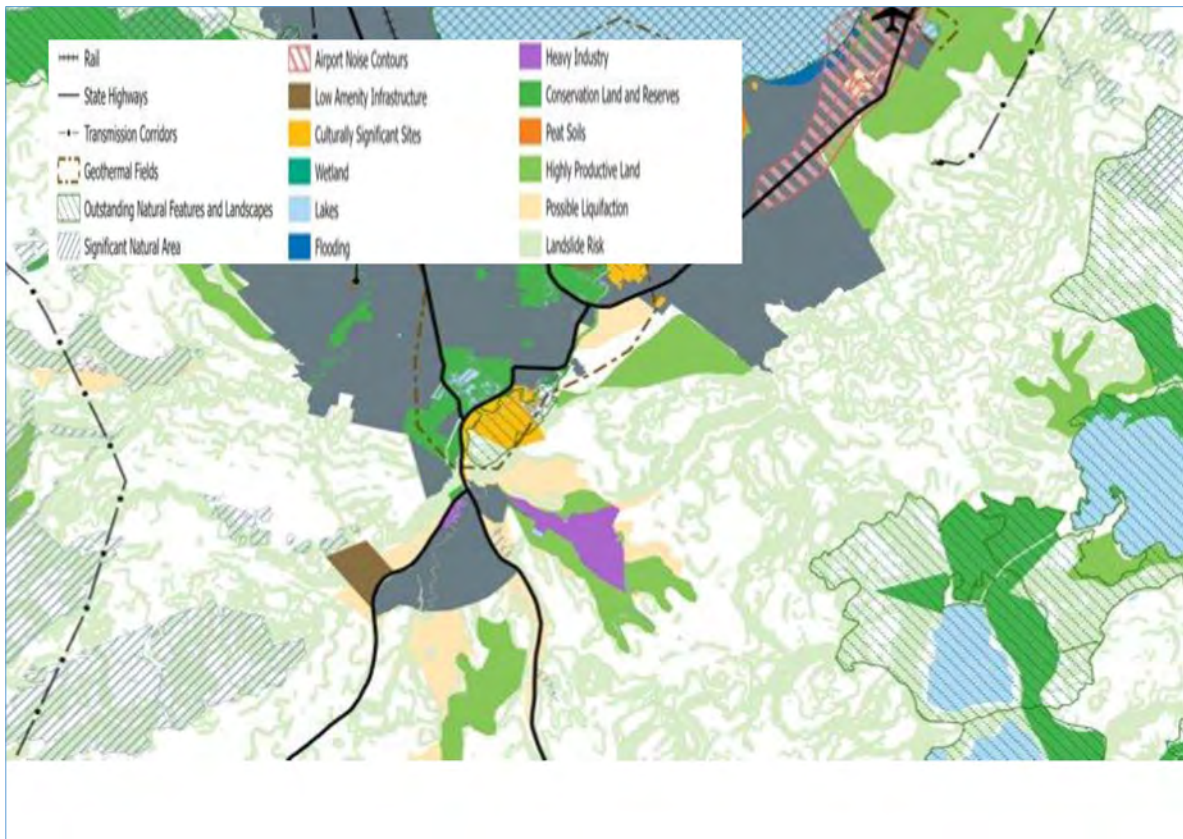 Rail
State Highways
Transmission Corridors
Geothermal Fields
Outstanding Natural Features and Landscapes
Significant Natural Area
Airport Noise Contours
Low Amenity Infrastructure
Culturally Significant Sites
Wetland
Lakes
Flooding
Heavy Industry
Conservation Land and Reserves
Peat Soils
Highly Productive Land
Possible Liquifaction
Landslide Risk